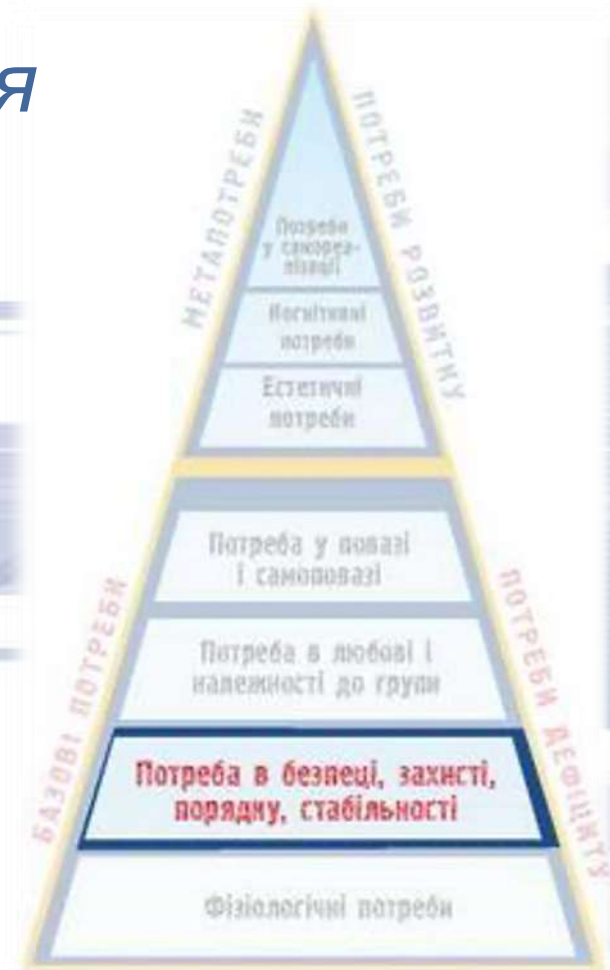 Я
МЕТАПОТРЕБИ
ПОТРЕБИ РОЗВИТКУ
Потреби
у самореа-
лізації
Когнітивні
потреби
Естетичні
потреби
БАЗОВІ ПОТРЕБИ
ПОТРЕБИ ДЕФІЦИТУ
Потреба у повазі
і самоповазі
Потреба в любові і
належності до групи
Потреба в безпеці, захисті,
порядку, стабільності
Фізіологічні потреби